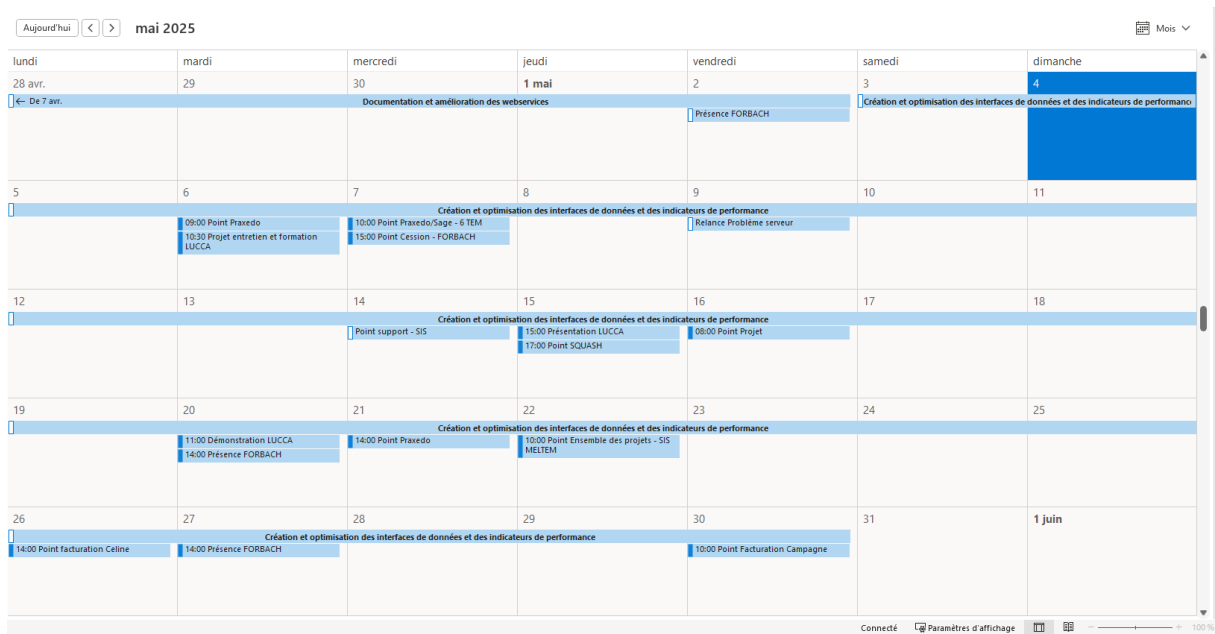 Aujourd'hui
mai 2025
Mois
lundi mardi mercredi jeudi vendredi samedi dimanche
28 avr. 29 30 1 mai 2 3 4
← De 7 avr.
Documentation et amélioration des webservices
Création et optimisation des interfaces de données et des indicateurs de performance
Présence FORBACH
5 6 7 8 9 10 11
Création et optimisation des interfaces de données et des indicateurs de performance
09:00 Point Praxedo
10:30 Projet entretien et formation
LUCCA
10:00 Point Praxedo/Sage - 6 TEM
15:00 Point Cession - FORBACH
Relance Problème serveur
12 13 14 15 16 17 18
Création et optimisation des interfaces de données et des indicateurs de performance
Point support - SIS
15:00 Présentation LUCCA
17:00 Point SQUASH
08:00 Point Projet
19 20 21 22 23 24 25
Création et optimisation des interfaces de données et des indicateurs de performance
11:00 Démonstration LUCCA
14:00 Présence FORBACH
14:00 Point Praxedo
10:00 Point Ensemble des projets - SIS
MELTEM
26 27 28 29 30 31 1 juin
Création et optimisation des interfaces de données et des indicateurs de performance
14:00 Point facturation Celine
14:00 Présence FORBACH
10:00 Point Facturation Campagne
Connecté Paramètres d'affichage 100 %